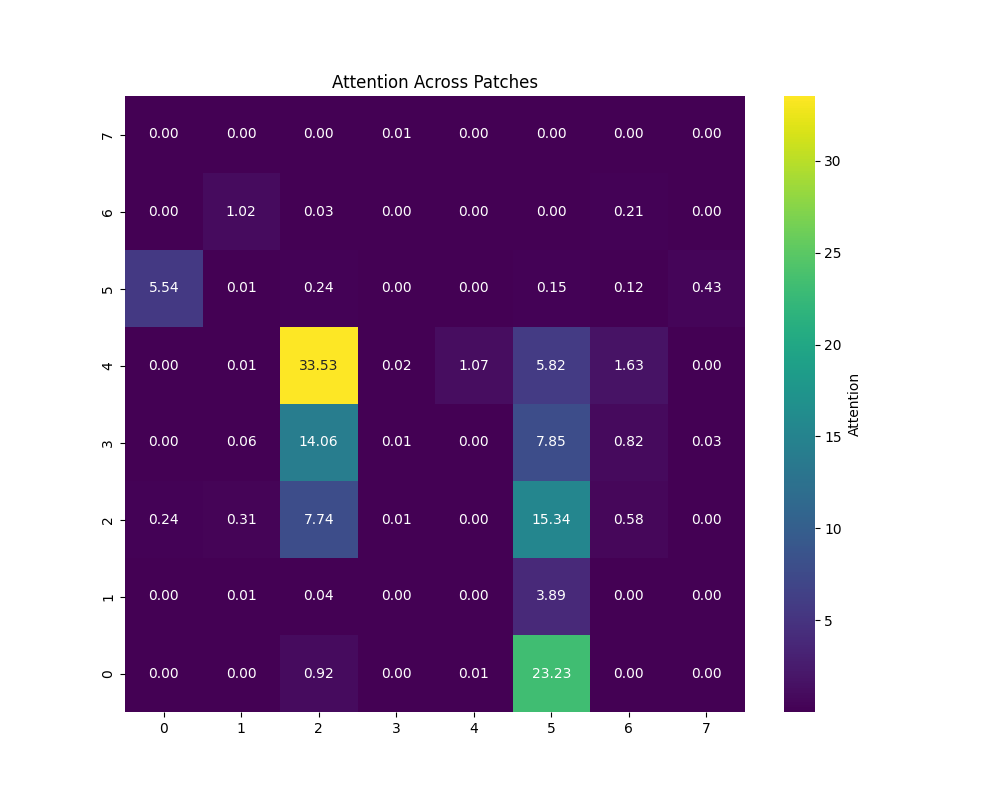 Attention Across Patches
7 0.00 0.00 0.00 0.01 0.00 0.00 0.00 0.00
6 0.00 1.02 0.03 0.00 0.00 0.00 0.21 0.00
5 5.54 0.01 0.24 0.00 0.00 0.15 0.12 0.43
4 0.00 0.01 33.53 0.02 1.07 5.82 1.63 0.00
3 0.00 0.06 14.06 0.01 0.00 7.85 0.82 0.03
2 0.24 0.31 7.74 0.01 0.00 15.34 0.58 0.00
1 0.00 0.01 0.04 0.00 0.00 3.89 0.00 0.00
0 0.00 0.00 0.92 0.00 0.01 23.23 0.00 0.00
0 1 2 3 4 5 6 7
30
25
20
15
10
5
Attention